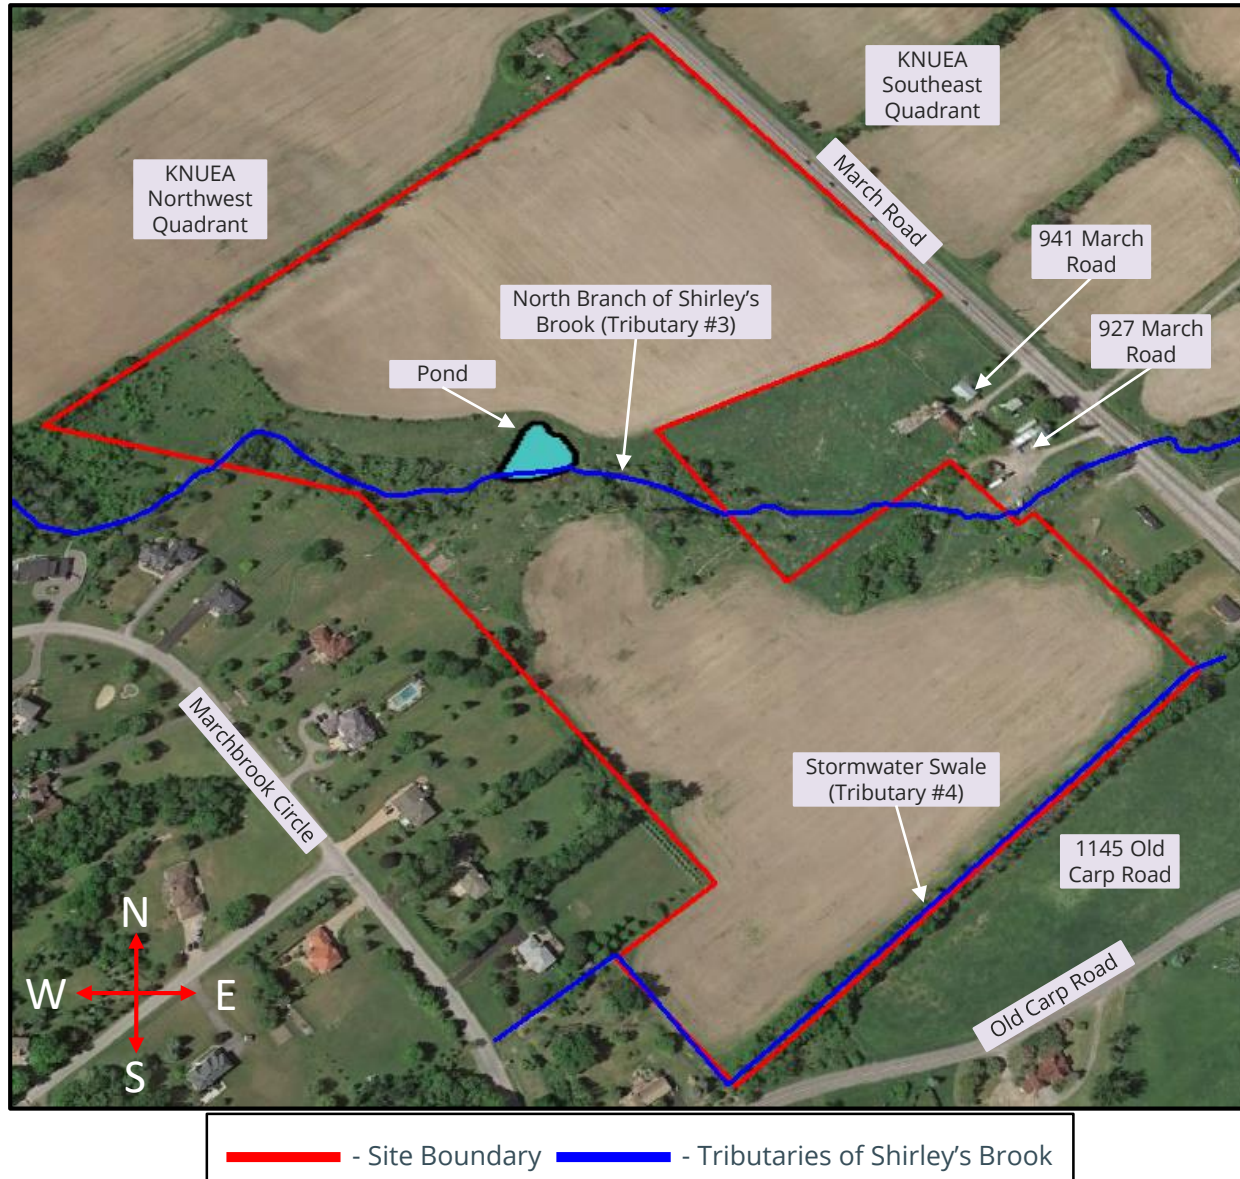 KNUEA
Southeast
Quadrant
KNUEA
Northwest
Quadrant
March Road
941 March
Road
North Branch of Shirley's
Brook (Tributary #3)
927 March
Road
Pond
Marchbrook Circle
Stormwater Swale
(Tributary #4)
1145 Old
Carp Road
Old Carp Road
N
W
E
S
- Site Boundary
- Tributaries of Shirley's Brook